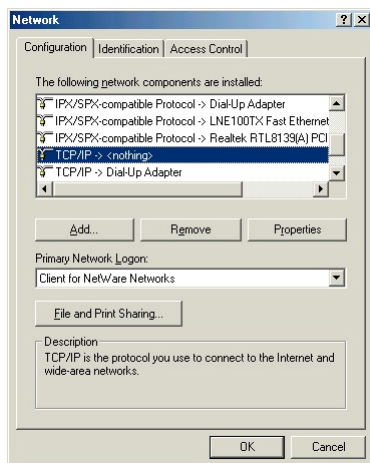 Network
Configuration Identification Access Control
The following network components are installed:
IPX/SPX-compatible Protocol -> Dial-Up Adapter
IPX/SPX-compatible Protocol -> LNE100TX Fast Ethernet
IPX/SPX-compatible Protocol -> Realtek RTL8139(A) PCI
TCP/IP -> <nothing>
TCP/IP -> Dial-Up Adapter
Add... Remove Properties
Primary Network Logon:
Client for NetWare Networks
File and Print Sharing...
Description
TCP/IP is the protocol you use to connect to the Internet and
wide-area networks.
OK Cancel